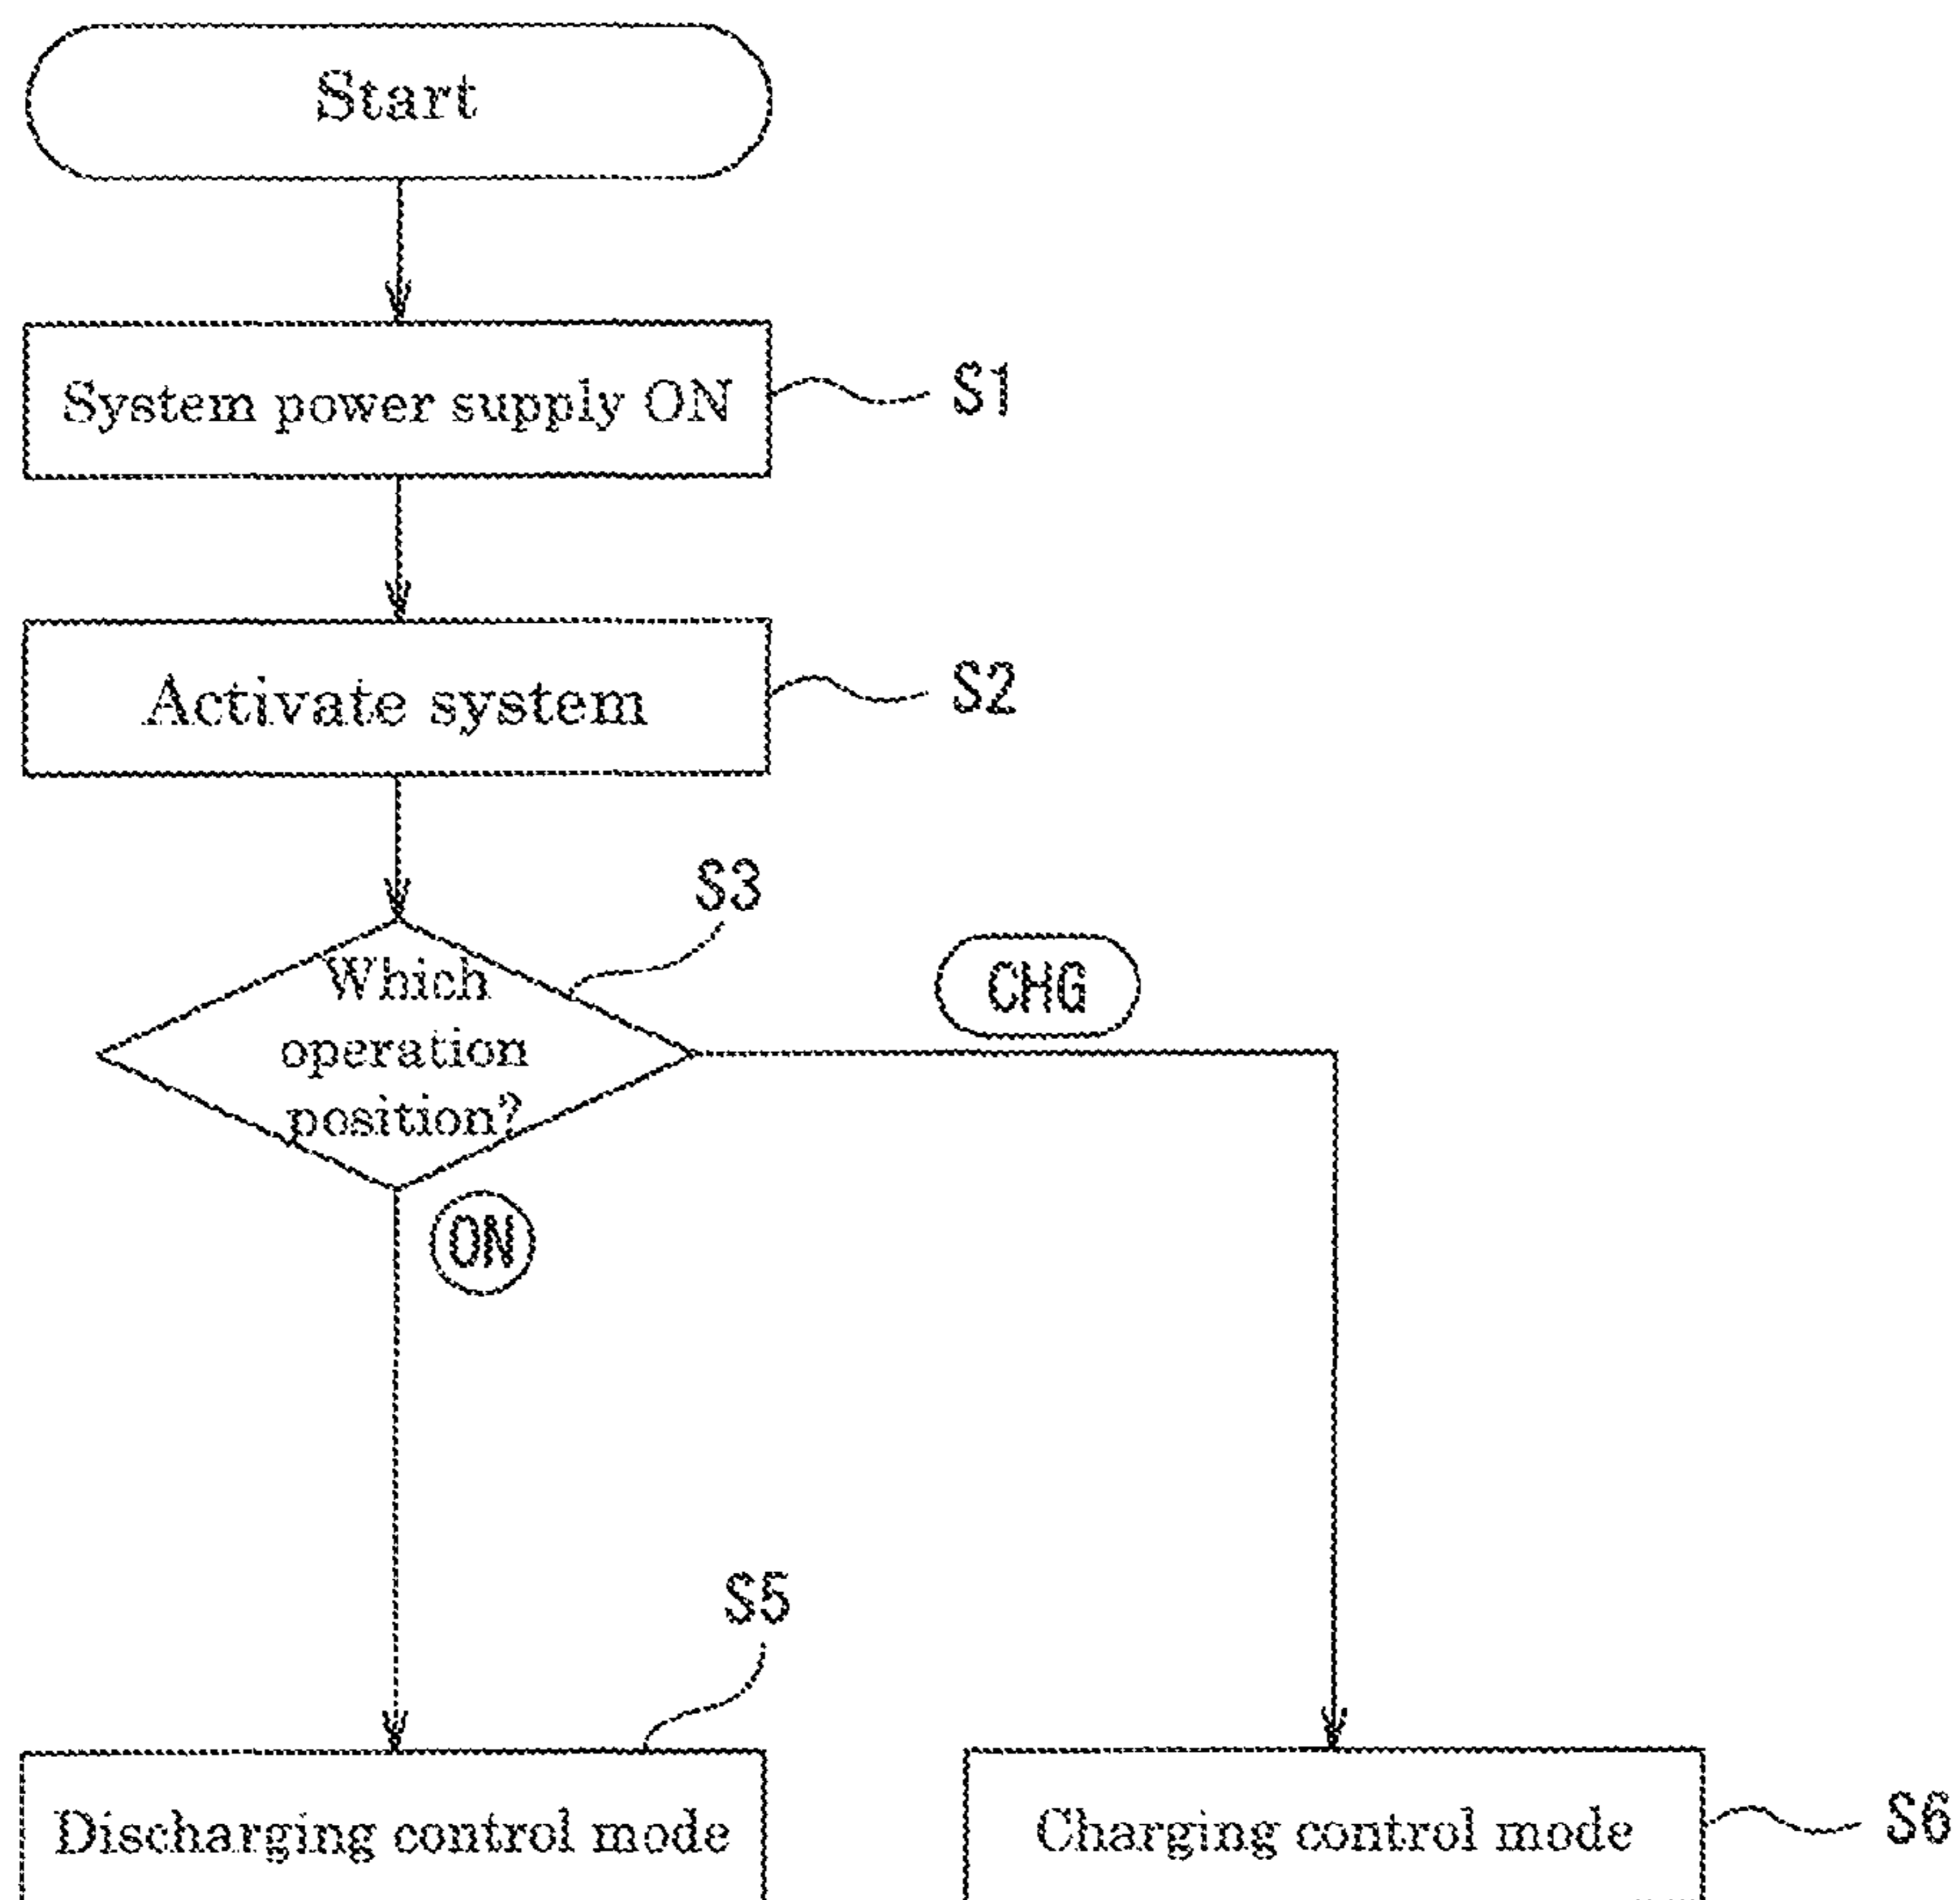 Start
System power supply ON
S1
Activate system
S2
S3
Which
operation
position?
CHG
ON
S5
Discharging control mode
Charging control mode
S6